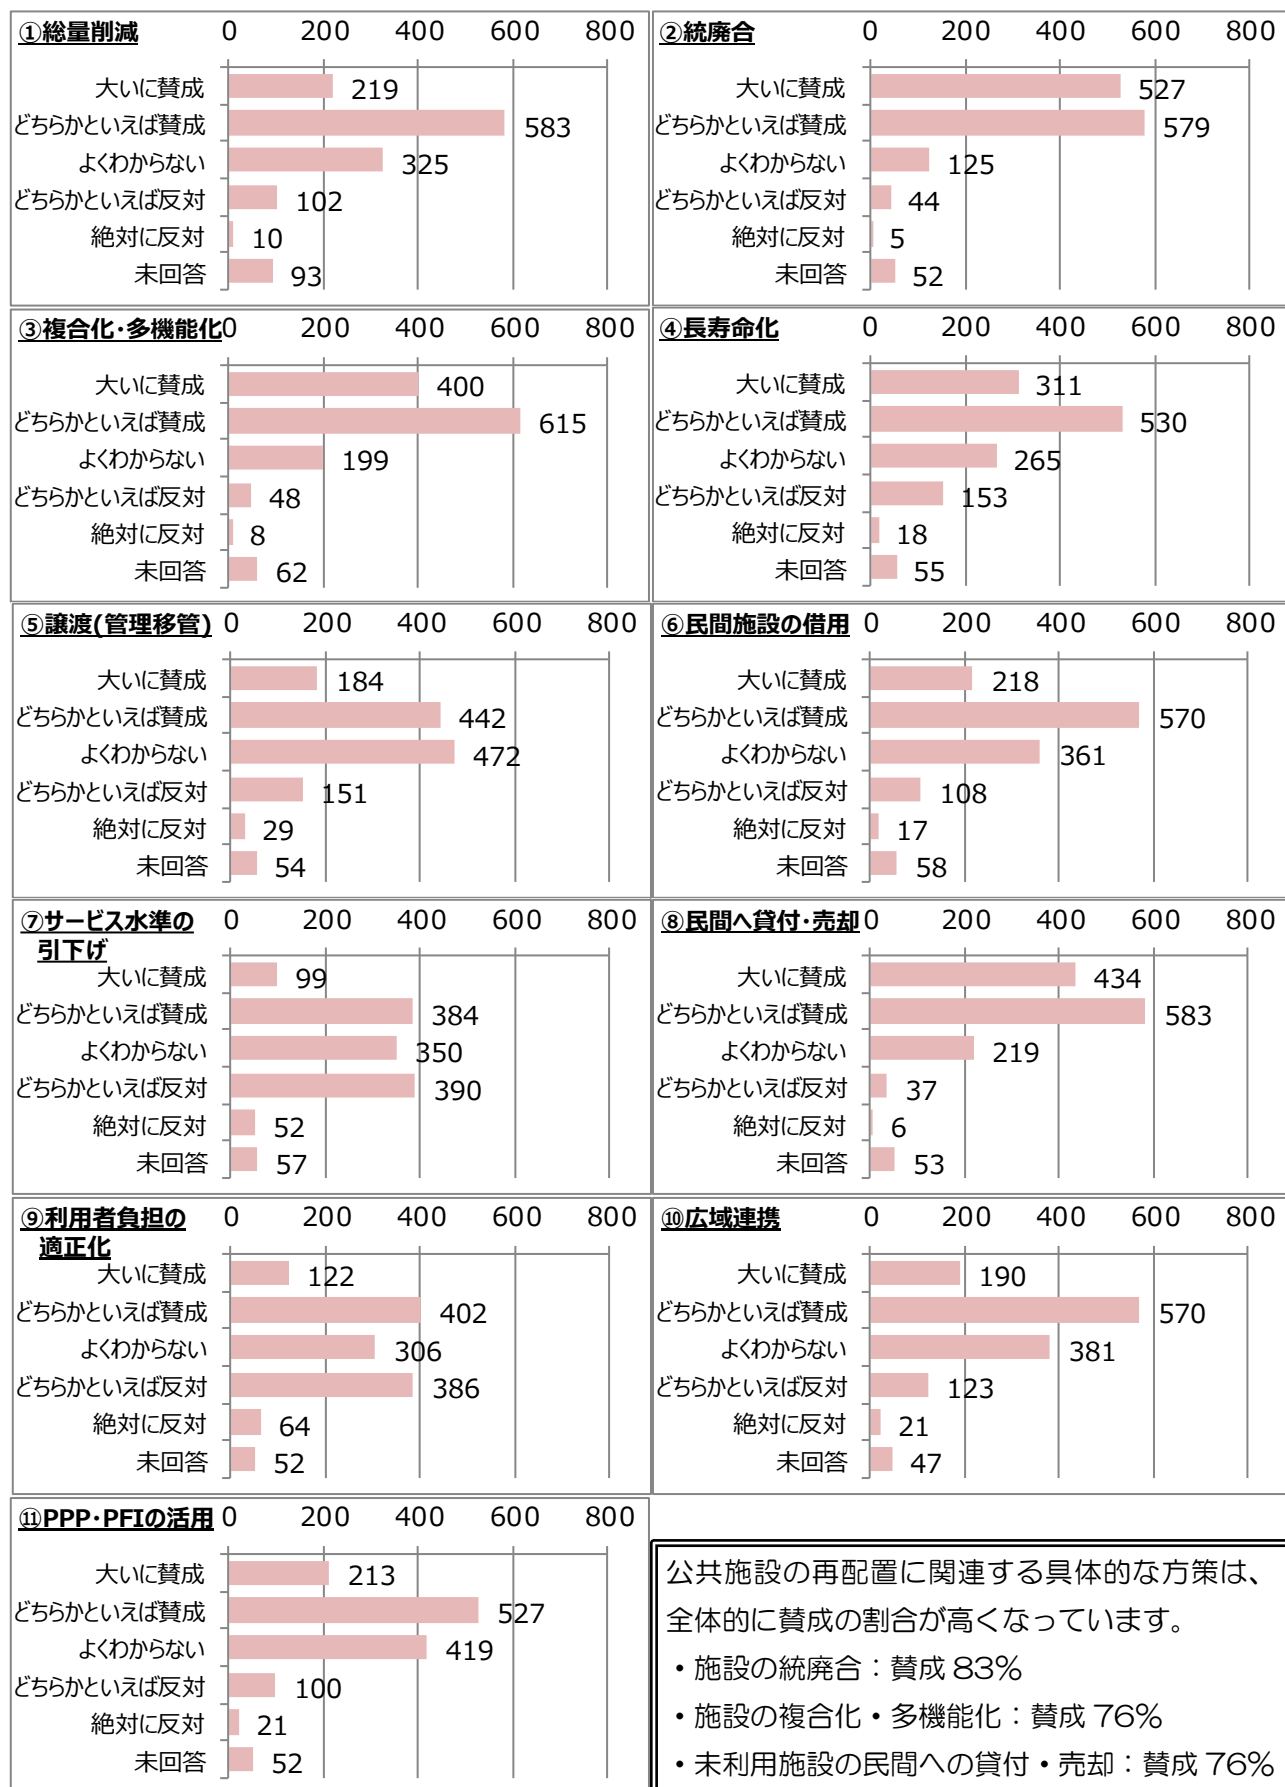 ①総量削減
0 200 400 600 800
大いに賛成 219
どちらかといえば賛成 583
よくわからない 325
どちらかといえば反対 102
絶対に反対 10
未回答 93
②統廃合
0 200 400 600 800
大いに賛成 527
どちらかといえば賛成 579
よくわからない 125
どちらかといえば反対 44
絶対に反対 5
未回答 52
③複合化・多機能化
0 200 400 600 800
大いに賛成 400
どちらかといえば賛成 615
よくわからない 199
どちらかといえば反対 48
絶対に反対 8
未回答 62
④長寿命化
0 200 400 600 800
大いに賛成 311
どちらかといえば賛成 530
よくわからない 265
どちらかといえば反対 153
絶対に反対 18
未回答 55
⑤譲渡(管理移管)
0 200 400 600 800
大いに賛成 184
どちらかといえば賛成 442
よくわからない 472
どちらかといえば反対 151
絶対に反対 29
未回答 54
⑥民間施設の借用
0 200 400 600 800
大いに賛成 218
どちらかといえば賛成 570
よくわからない 361
どちらかといえば反対 108
絶対に反対 17
未回答 58
⑦サービス水準の
引下げ
0 200 400 600 800
大いに賛成 99
どちらかといえば賛成 384
よくわからない 350
どちらかといえば反対 390
絶対に反対 52
未回答 57
⑧民間へ貸付・売却
0 200 400 600 800
大いに賛成 434
どちらかといえば賛成 583
よくわからない 219
どちらかといえば反対 37
絶対に反対 6
未回答 53
⑨利用者負担の
適正化
0 200 400 600 800
大いに賛成 122
どちらかといえば賛成 402
よくわからない 306
どちらかといえば反対 386
絶対に反対 64
未回答 52
⑩広域連携
0 200 400 600 800
大いに賛成 190
どちらかといえば賛成 570
よくわからない 381
どちらかといえば反対 123
絶対に反対 21
未回答 47
⑪PPP・PFIの活用
0 200 400 600 800
大いに賛成 213
どちらかといえば賛成 527
よくわからない 419
どちらかといえば反対 100
絶対に反対 21
未回答 52
公共施設の再配置に関連する具体的な方策は、
全体的に賛成の割合が高くなっています。
・施設の統廃合：賛成 83%
・施設の複合化・多機能化：賛成 76%
・未利用施設の民間への貸付・売却：賛成 76%